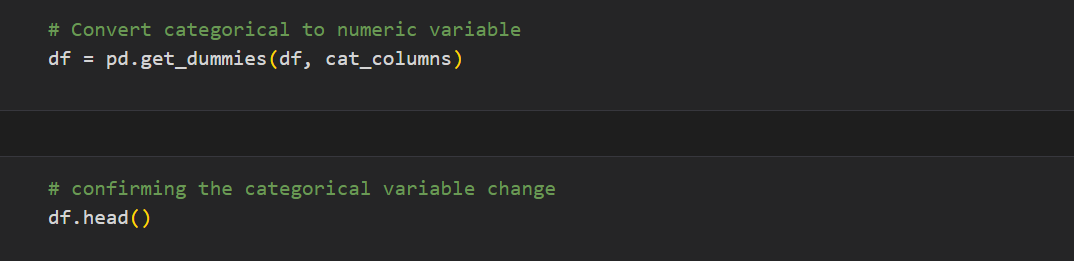 # Convert categorical to numeric variable
df = pd.get_dummies(df, cat_columns)
# confirming the categorical variable change
df.head()